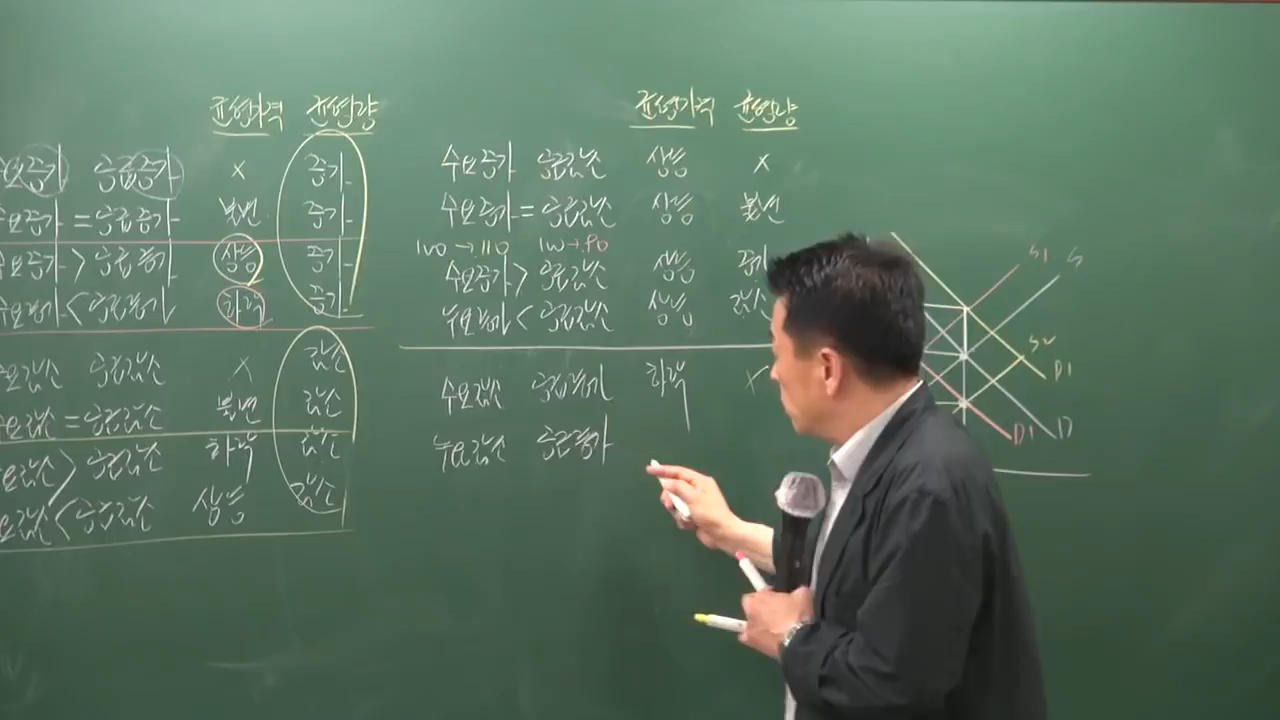 균형가격 균형량
수요증가 공급증가 X 증가
수요증가 = 공급증가 불변 증가
수요증가 > 공급증가 상승 증가
수요증가 < 공급증가 하락 증가
수요감소 공급감소 X 감소
수요감소 = 공급감소 불변 감소
수요감소 > 공급감소 하락 감소
수요감소 < 공급감소 상승 감소
균형가격 균형량
수요증가 공급감소 상승 X
수요증가 = 공급감소 상승 불변
100 → 110 100 → 90
수요증가 > 공급감소 상승 증가
수요증가 < 공급감소 상승 감소
수요감소 공급증가 하락 X
수요감소 공급증가
S1 S
S2
D1
D1 D